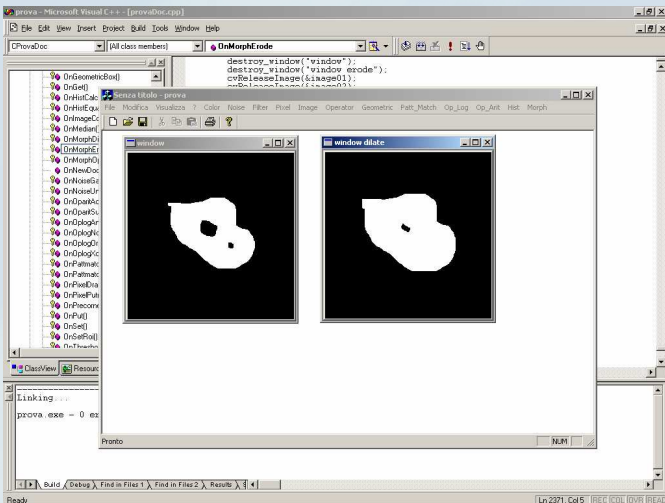 prova - Microsoft Visual C++ - [provaDoc.cpp]
File Edit View Insert Project Build Tools Window Help
CProvaDoc [All class members] OnMorphErode
destroy_window("window");
destroy_window("window erode");
cvReleaseImage(&image01);
cvReleaseImage(&image02);
OnGeometricBox()
OnGet()
OnHistCalc
OnHistEqu
OnImageCo
OnMedian(
OnMorphDi
OnMorphEr
OnMorphOp
OnNewDoc
OnNoiseGa
OnNoiseUn
OnOparitAc
OnOparitSu
OnOplogAn
OnOplogNo
OnOplogOr
OnOplogXo
OnPattmatc
OnPattmatc
OnPixelDra
OnPixelPut
OnPrecome
OnPut()
OnSet()
OnSetRoi()
OnThresho
ClassView Resourc
Senza titolo - prova
File Modifica Visualizza ? Color Noise Filter Pixel Image Operator Geometric Patt_Match Op_Log Op_Arit Hist Morph
window
window dilate
Pronto NUM
Linking...
prova.exe - 0 er
Build Debug Find in Files 1 Find in Files 2 Results
Ready Ln 2371, Col 5 REC COL OVR READ